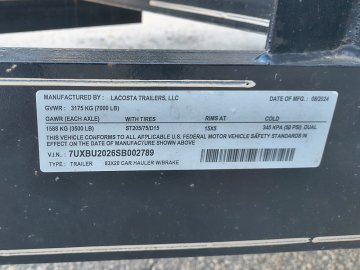 MANUFACTURED BY : LACOSTA TRAILERS, LLC DATE OF MFG. : 08/2024
GVWR : 3175 KG (7000 LB)
GAWR (EACH AXLE) WITH TIRES RIMS AT COLD
1588 KG (3500 LB) ST205/75/D15 15X5 345 KPA (50 PSI) DUAL
THIS VEHICLE CONFORMS TO ALL APPLICABLE U.S. FEDERAL MOTOR VEHICLE SAFETY STANDARDS IN
EFFECT ON THE DATE OF MANUFACTURE SHOWN ABOVE.
V.I.N. : 7UXBU2026SB002789
TYPE : TRAILER 83X20 CAR HAULER W/BRAKE